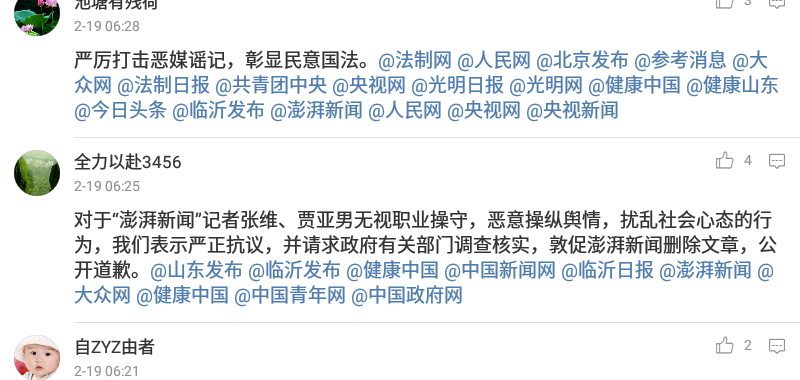 池塘有残荷
3
2-19 06:28
严厉打击恶媒谣记，彰显民意国法。@法制网 @人民网 @北京发布 @参考消息 @大
众网 @法制日报 @共青团中央 @央视网 @光明日报 @光明网 @健康中国 @健康山东
@今日头条 @临沂发布 @澎湃新闻 @人民网 @央视网 @央视新闻
全力以赴3456
4
2-19 06:25
对于“澎湃新闻”记者张维、贾亚男无视职业操守，恶意操纵舆情，扰乱社会心态的行
为，我们表示严正抗议，并请求政府有关部门调查核实，敦促澎湃新闻删除文章，公
开道歉。@山东发布 @临沂发布 @健康中国 @中国新闻网 @临沂日报 @澎湃新闻 @
大众网 @健康中国 @中国青年网 @中国政府网
自ZYZ由者
2
2-19 06:21